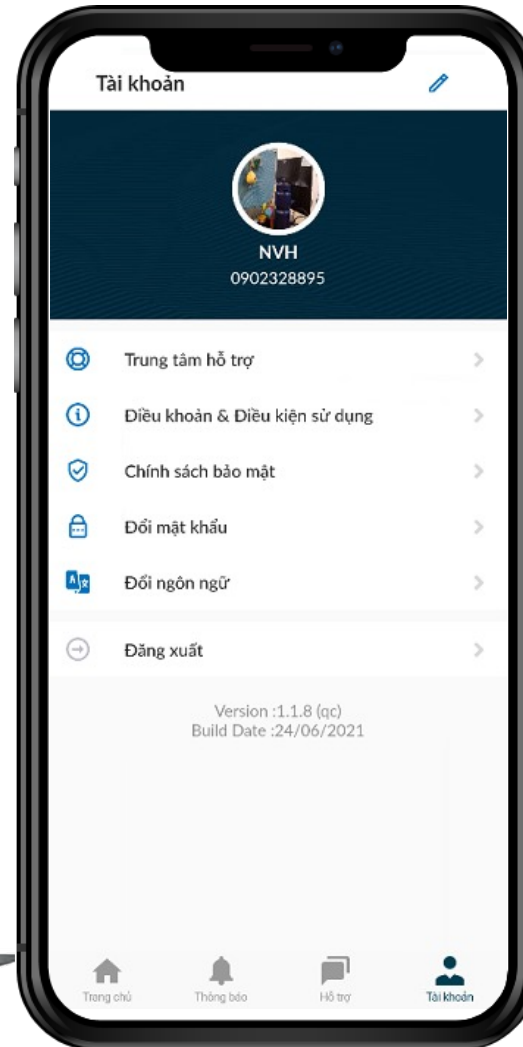 Tài khoản
NVH
0902328895
Trung tâm hỗ trợ
Điều khoản & Điều kiện sử dụng
Chính sách bảo mật
Đổi mật khẩu
Đổi ngôn ngữ
Đăng xuất
Version :1.1.8 (qc)
Build Date :24/06/2021
Trang chủ
Thông báo
Hỗ trợ
Tài khoản